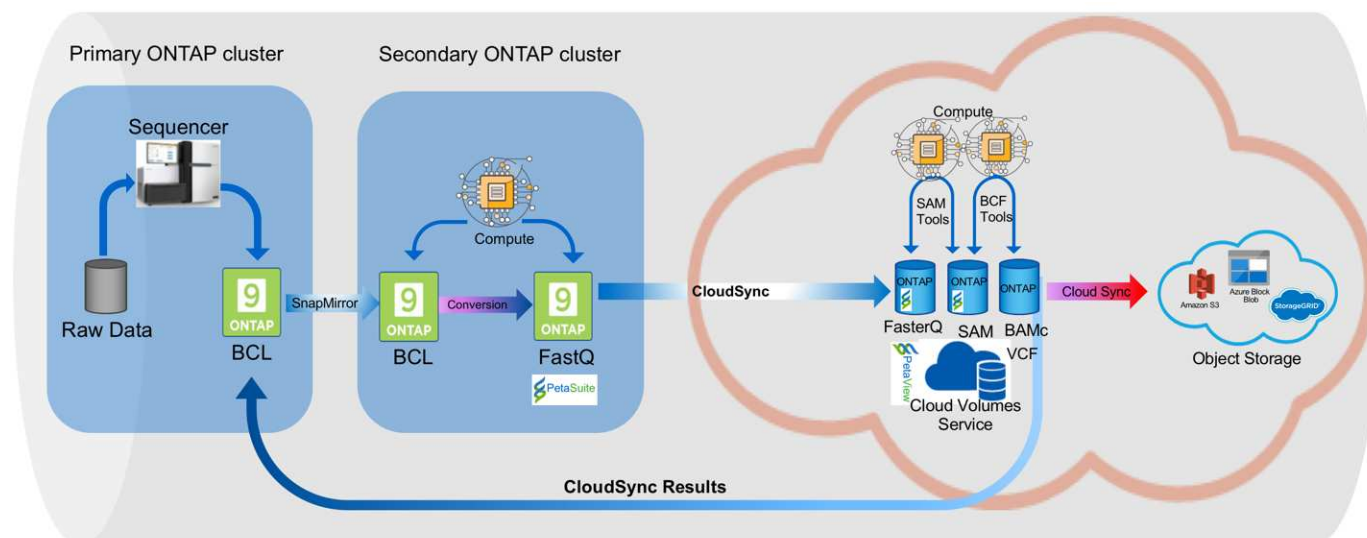 Primary ONTAP cluster
Secondary ONTAP cluster
Sequencer
Raw Data
9
ONTAP
BCL
SnapMirror
Compute
9
ONTAP
BCL
Conversion
9
ONTAP
FastQ
PetaSuite
CloudSync
Compute
SAM
Tools
BCF
Tools
ONTAP
ONTAP
ONTAP
FasterQ
SAM
BAMc
VCF
PetaView
Cloud Volumes
Service
Cloud Sync
Amazon S3
Azure Block
Blob
StorageGRID
Object Storage
CloudSync Results